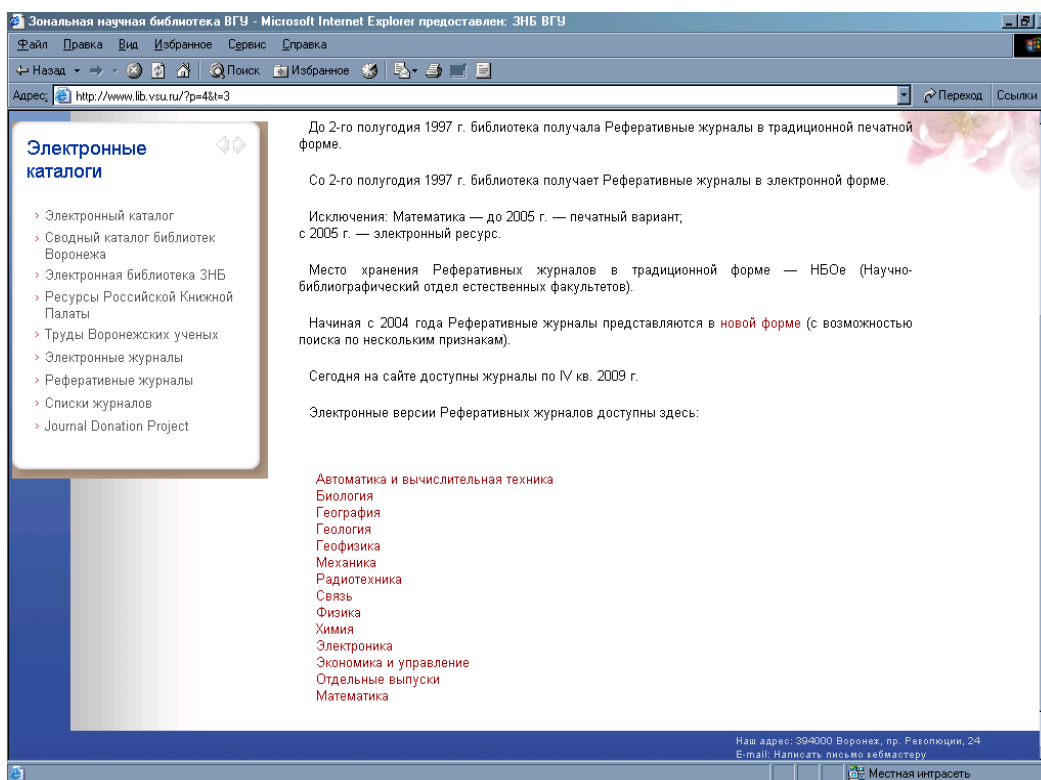 Зональная научная библиотека ВГУ - Microsoft Internet Explorer предоставлен: ЗНБ ВГУ
Файл Правка Вид Избранное Сервис Справка
Назад Поиск Избранное
Адрес: http://www.lib.vsu.ru/?p=4&t=3 Переход Ссылки
Электронные
каталоги
Электронный каталог
Сводный каталог библиотек
Воронежа
Электронная библиотека ЗНБ
Ресурсы Российской Книжной
Палаты
Труды Воронежских ученых
Электронные журналы
Реферативные журналы
Списки журналов
Journal Donation Project
До 2-го полугодия 1997 г. библиотека получала Реферативные журналы в традиционной печатной
форме.
Со 2-го полугодия 1997 г. библиотека получает Реферативные журналы в электронной форме.
Исключения: Математика — до 2005 г. — печатный вариант;
с 2005 г. — электронный ресурс.
Место хранения Реферативных журналов в традиционной форме — НБОе (Научно-
библиографический отдел естественных факультетов).
Начиная с 2004 года Реферативные журналы представляются в новой форме (с возможностью
поиска по нескольким признакам).
Сегодня на сайте доступны журналы по IV кв. 2009 г.
Электронные версии Реферативных журналов доступны здесь:
Автоматика и вычислительная техника
Биология
География
Геология
Геофизика
Механика
Радиотехника
Связь
Физика
Химия
Электроника
Экономика и управление
Отдельные выпуски
Математика
Наш адрес: 394000 Воронеж, пр. Революции, 24
E-mail: Написать письмо вебмастеру
Местная интрасеть